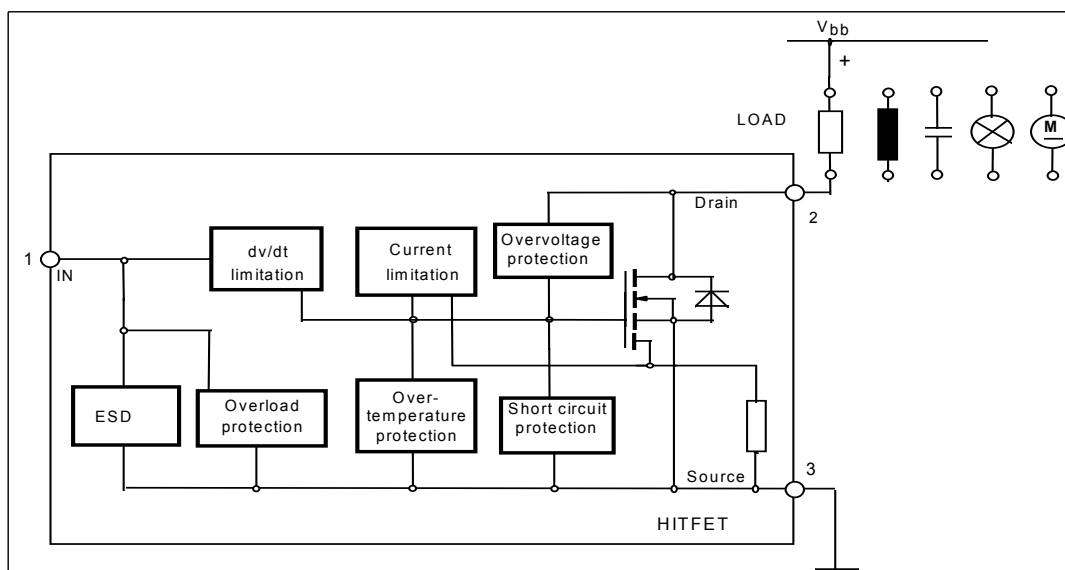 Vbb
+
LOAD
M
Drain
2
dv/dt
limitation
Current
limitation
Overvoltage
protection
1
IN
ESD
Overload
protection
Over-
temperature
protection
Short circuit
protection
Source
3
HITFET